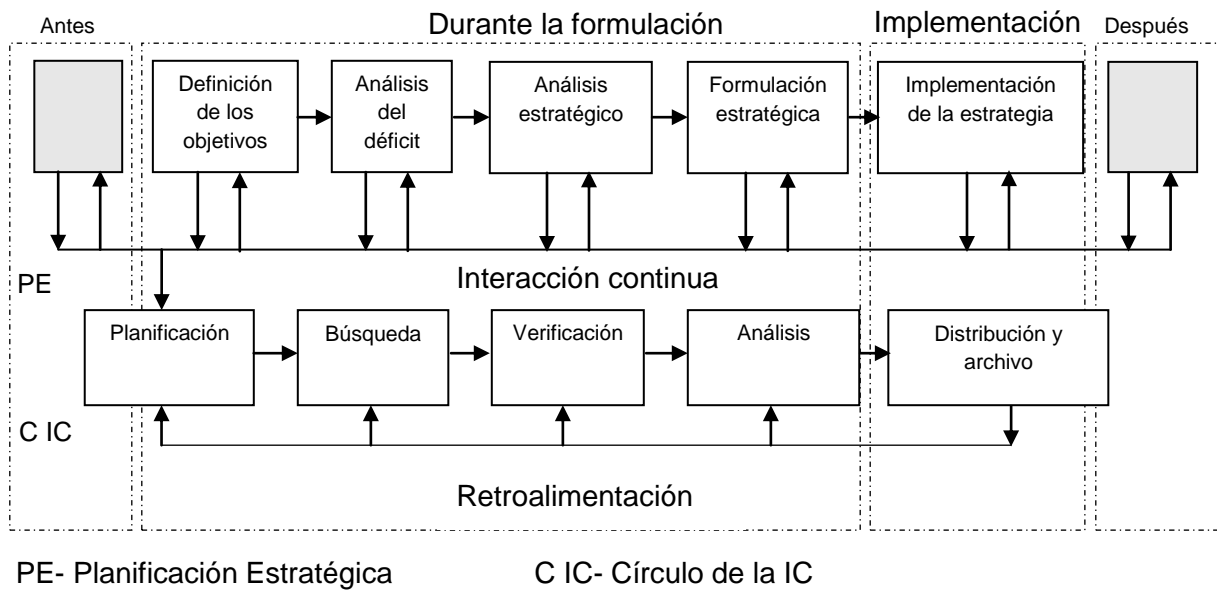 Antes
Durante la formulación
Implementación
Después
Definición
de los
objetivos
Análisis
del
déficit
Análisis
estratégico
Formulación
estratégica
Implementación
de la estrategia
PE
Interacción continua
Planificación
Búsqueda
Verificación
Análisis
Distribución y
archivo
C IC
Retroalimentación
PE- Planificación Estratégica
C IC- Círculo de la IC